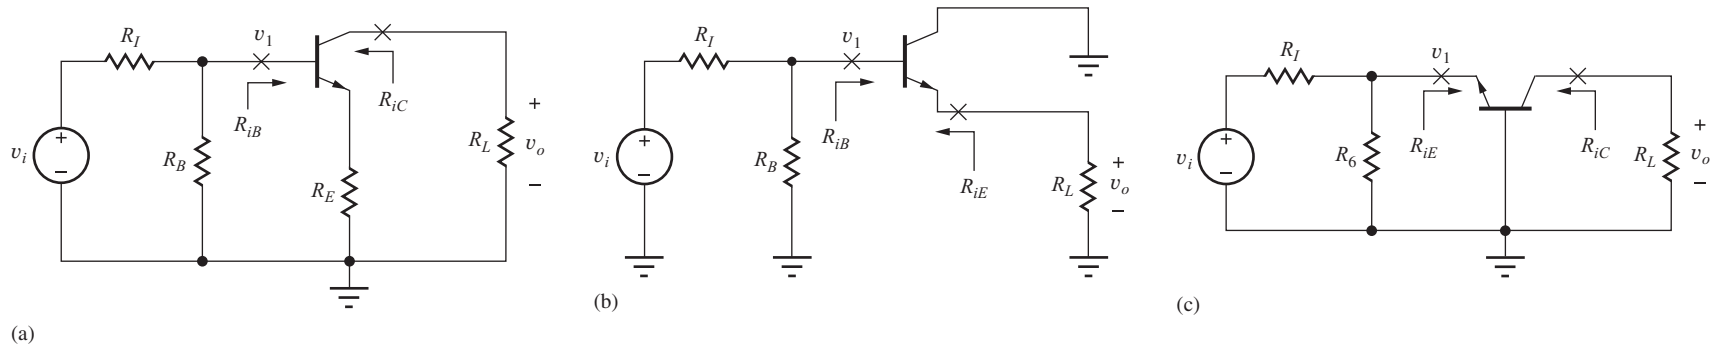 R_I
v_1
R_iB
R_iC
+
−
v_i
R_B
R_E
R_L
+
v_o
−
(a)
R_I
v_1
R_iB
+
−
v_i
R_B
R_iE
R_L
+
v_o
−
(b)
R_I
v_1
R_iE
R_iC
+
−
v_i
R_6
R_L
+
v_o
−
(c)